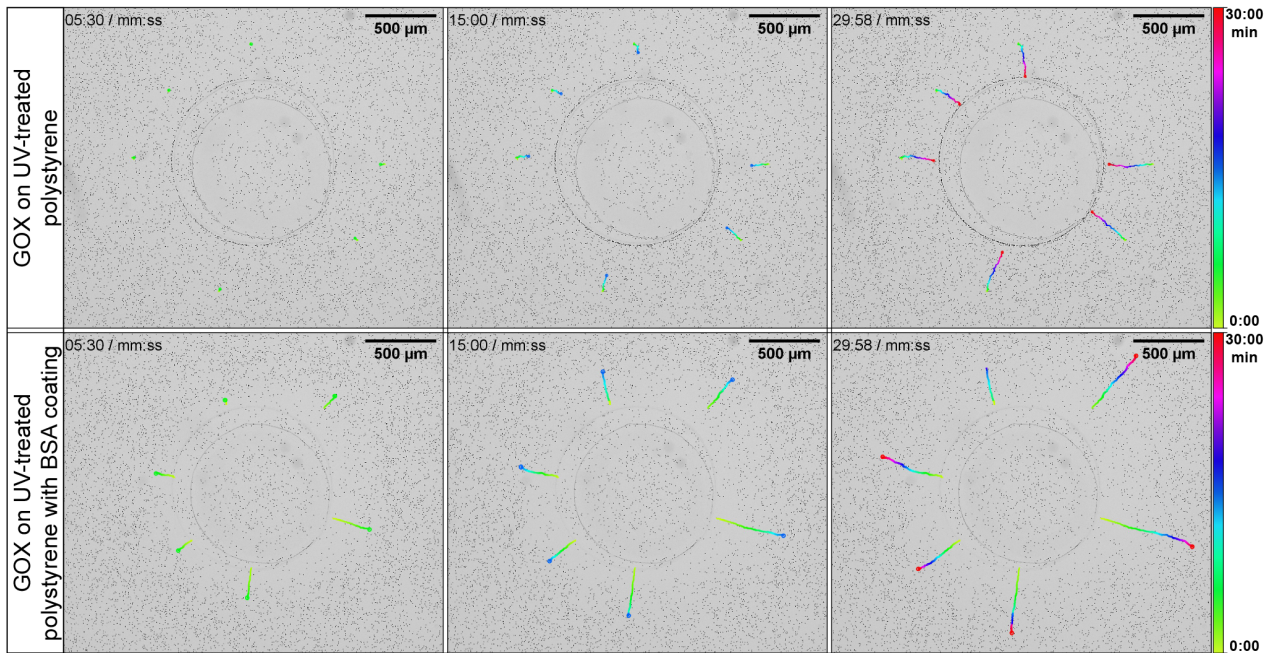 GOX on UV-treated
polystyrene
05:30 / mm:ss
500 µm
15:00 / mm:ss
500 µm
29:58 / mm:ss
500 µm
30:00
min
0:00
GOX on UV-treated
polystyrene with BSA coating
05:30 / mm:ss
500 µm
15:00 / mm:ss
500 µm
29:58 / mm:ss
500 µm
30:00
min
0:00